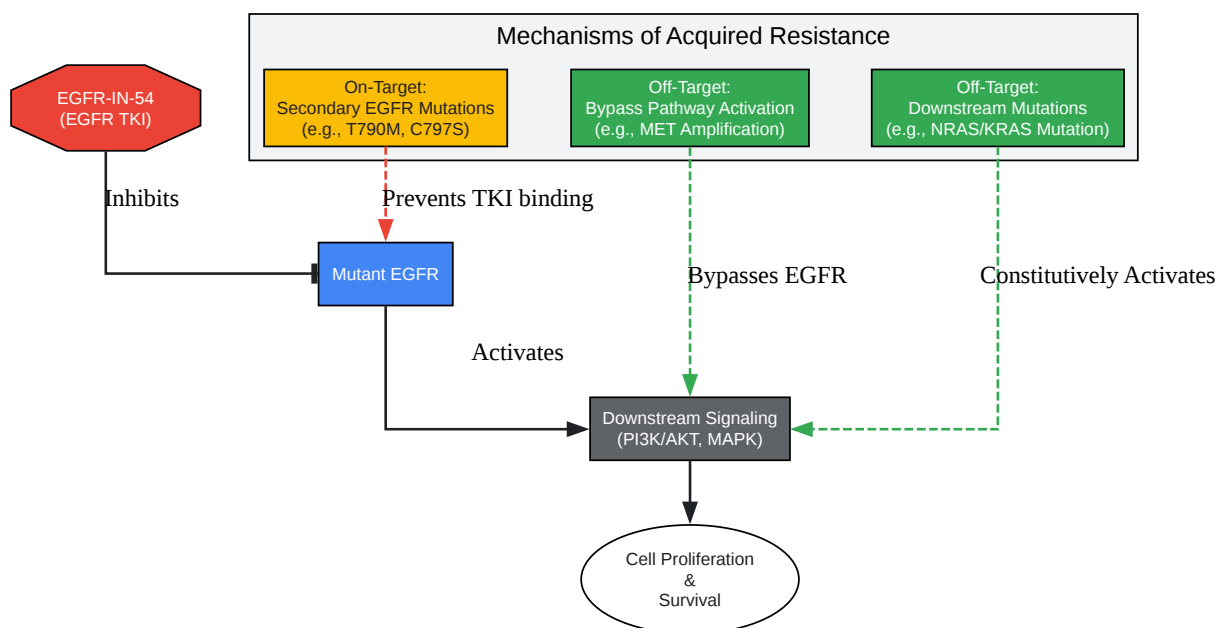 Mechanisms of Acquired Resistance
EGFR-IN-54
(EGFR TKI)
On-Target:
Secondary EGFR Mutations
(e.g., T790M, C797S)
Off-Target:
Bypass Pathway Activation
(e.g., MET Amplification)
Off-Target:
Downstream Mutations
(e.g., NRAS/KRAS Mutation)
Inhibits
Prevents TKI binding
Mutant EGFR
Bypasses EGFR
Constitutively Activates
Activates
Downstream Signaling
(PI3K/AKT, MAPK)
Cell Proliferation
&
Survival